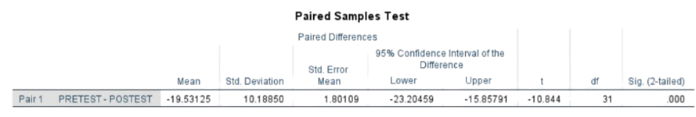 Paired Samples Test
Paired Differences
95% Confidence Interval of the Difference
Mean Std. Deviation Std. Error Mean Lower Upper t df Sig. (2-tailed)
Pair 1 PRETEST - POSTEST -19.53125 10.18850 1.80109 -23.20459 -15.85791 -10.844 31 .000